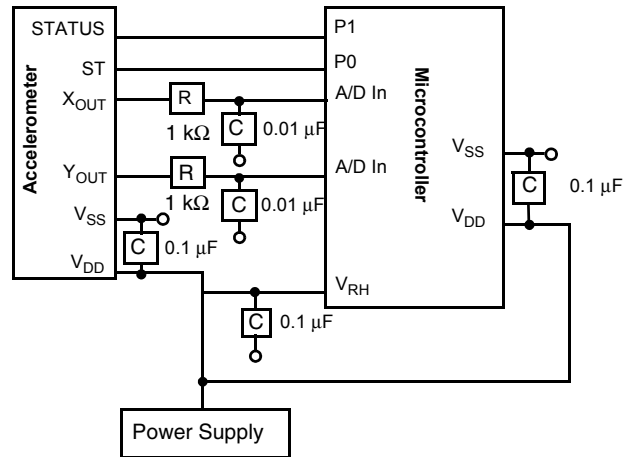 Accelerometer
STATUS
ST
XOUT
YOUT
VSS
VDD
R
1 kΩ
C
0.01 µF
R
1 kΩ
C
0.01 µF
C
0.1 µF
C
0.1 µF
P1
P0
A/D In
A/D In
VRH
Microcontroller
VSS
VDD
C
0.1 µF
Power Supply